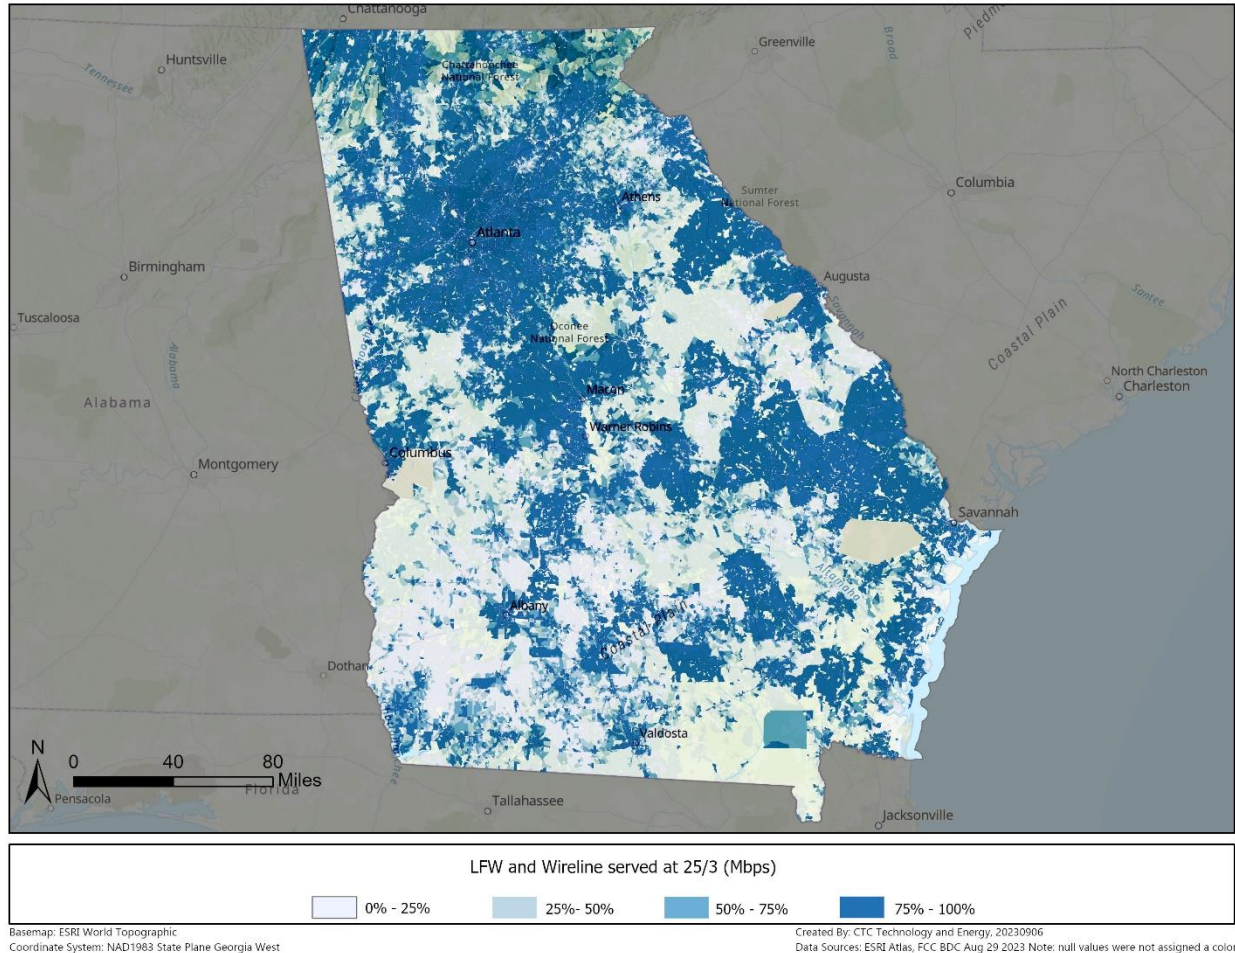 Chattanooga
Piedm
Greenville
Broad
Huntsville
Chattahoochee
National Forest
Tennessee
Columbia
Sumter
National Forest
Athens
Atlanta
Birmingham
Augusta
Savannah
Santee
Tuscaloosa
Coastal Plain
Oconee
National Forest
Alabama
North Charleston
Charleston
Macon
Alabama
Warner Robins
Columbus
Montgomery
Savannah
Altamaha
Albany
Coastal Plain
Dothan
Valdosta
N
0 40 80
Miles
Florida
Pensacola
Tallahassee
Jacksonville
LFW and Wireline served at 25/3 (Mbps)
0% - 25% 25%- 50% 50% - 75% 75% - 100%
Basemap: ESRI World Topographic
Coordinate System: NAD1983 State Plane Georgia West
Created By: CTC Technology and Energy, 20230906
Data Sources: ESRI Atlas, FCC BDC Aug 29 2023 Note: null values were not assigned a color